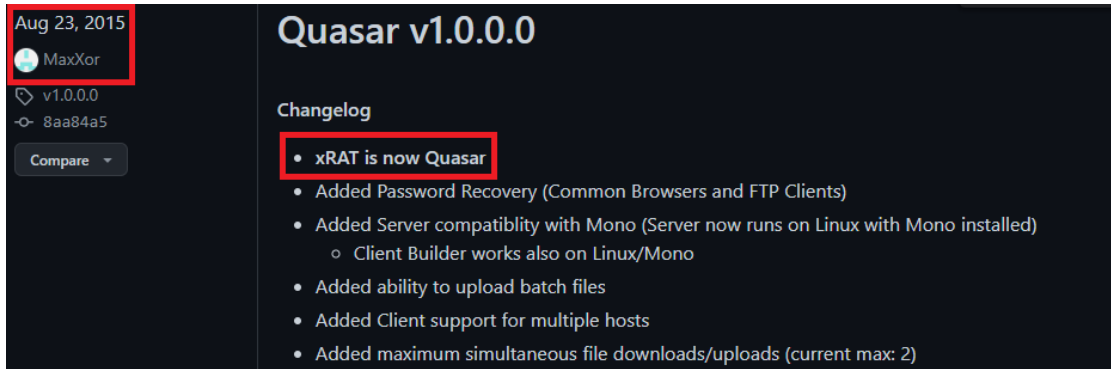 Aug 23, 2015
MaxXor
v1.0.0.0
8aa84a5
Compare
Quasar v1.0.0.0
Changelog
• xRAT is now Quasar
• Added Password Recovery (Common Browsers and FTP Clients)
• Added Server compatiblity with Mono (Server now runs on Linux with Mono installed)
◦ Client Builder works also on Linux/Mono
• Added ability to upload batch files
• Added Client support for multiple hosts
• Added maximum simultaneous file downloads/uploads (current max: 2)